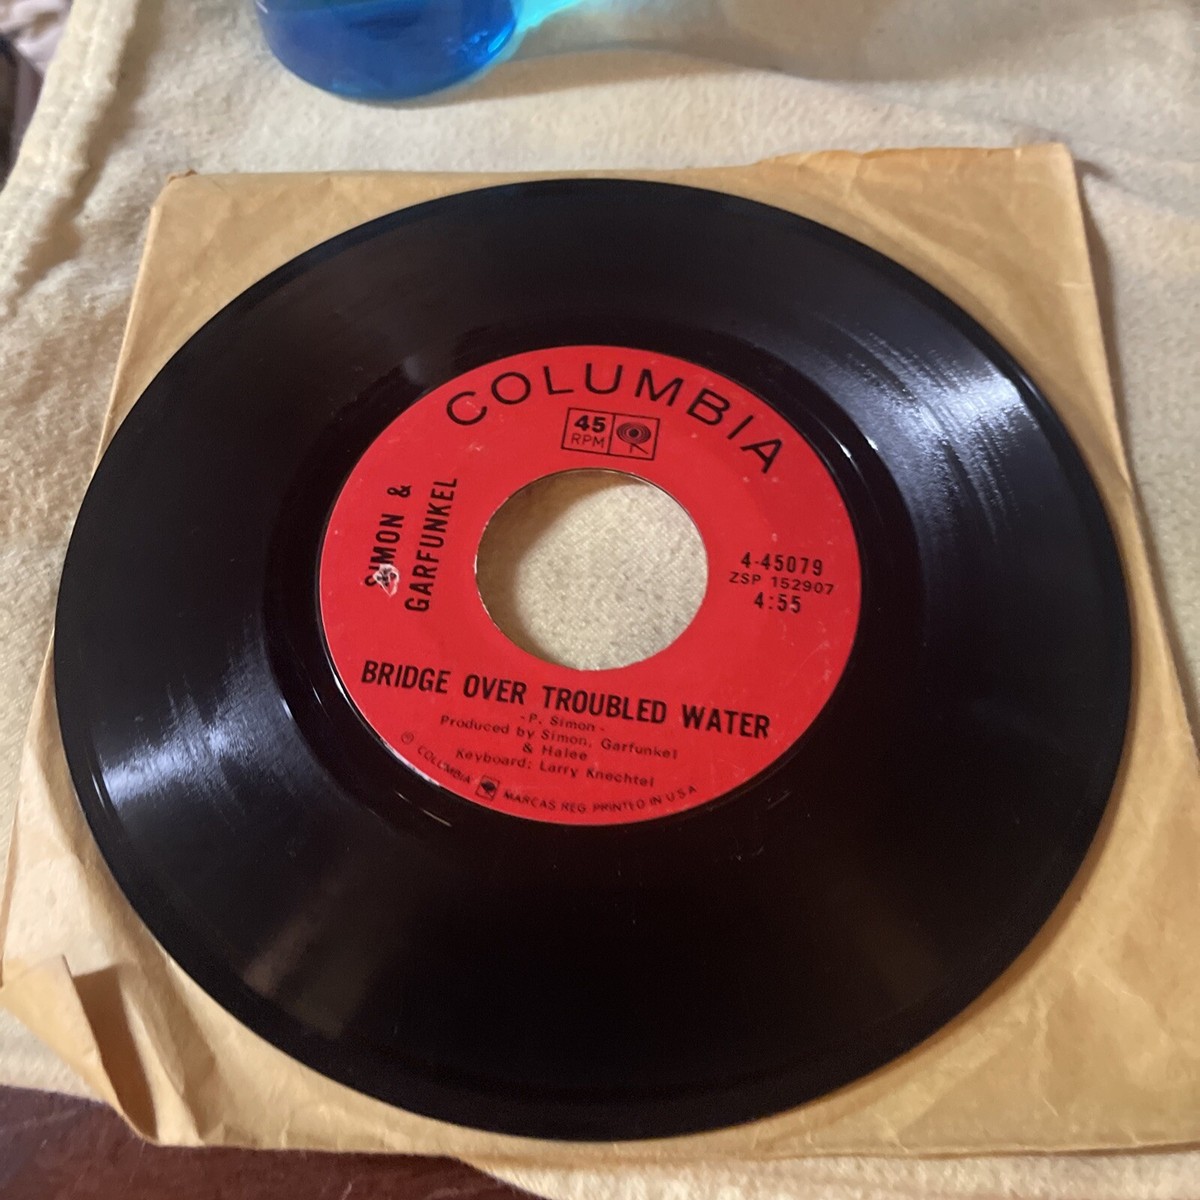 COLUMBIA
45
RPM
SIMON &
GARFUNKEL
4-45079
ZSP 152907
4:55
BRIDGE OVER TROUBLED WATER
-P. Simon-
Produced by Simon, Garfunkel
& Halee
Keyboard: Larry Knechtel
Ⓟ COLUMBIA MARCAS REG. PRINTED IN U.S.A.